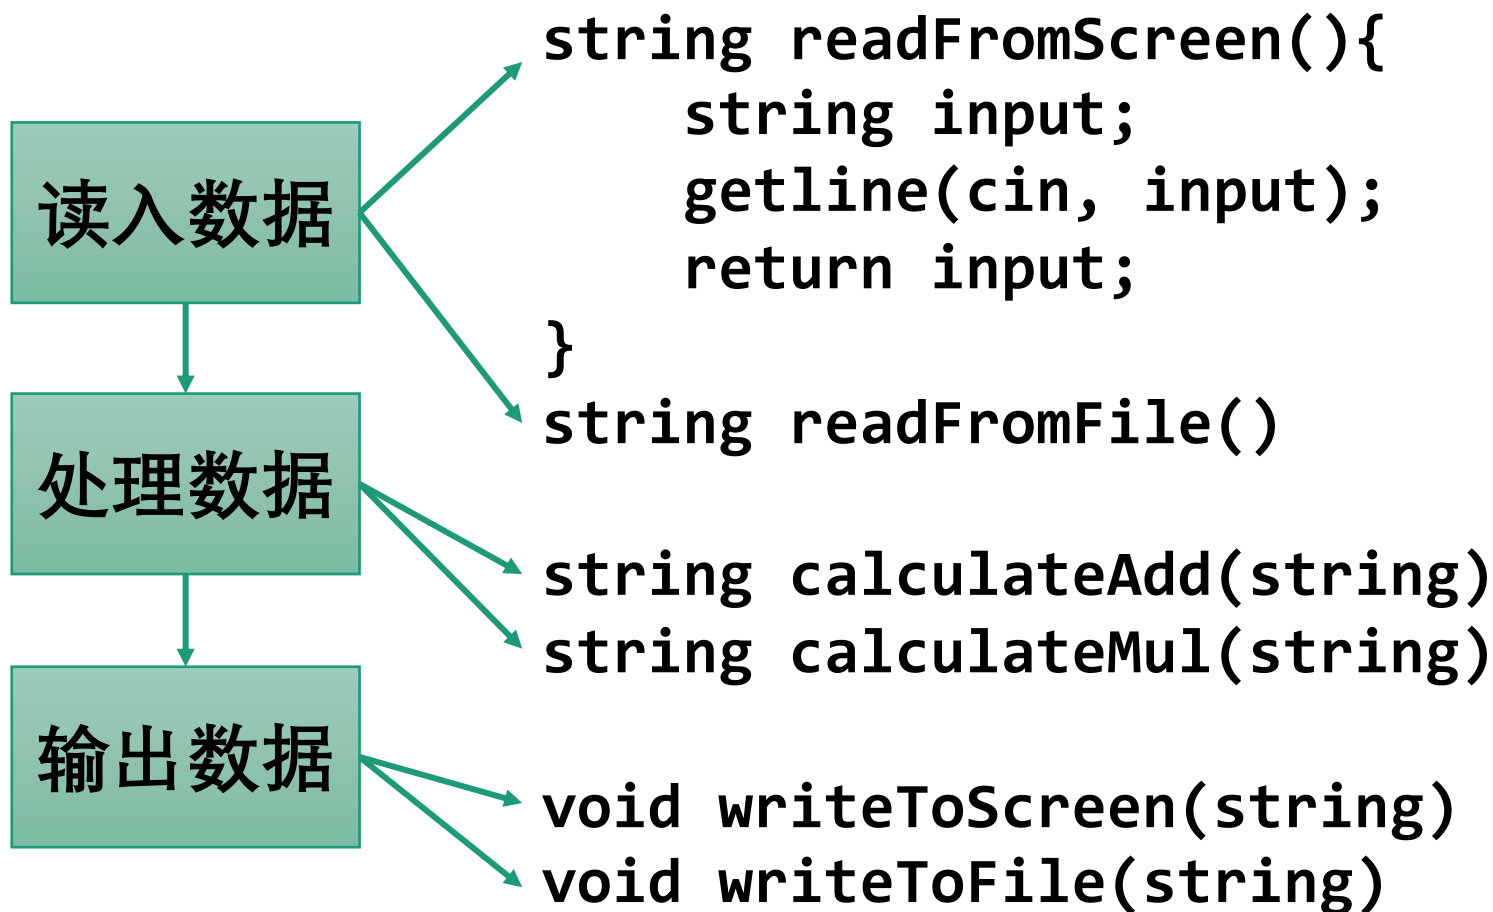 string readFromScreen(){
string input;
getline(cin, input);
return input;
}
string readFromFile()
string calculateAdd(string)
string calculateMul(string)
void writeToScreen(string)
void writeToFile(string)
读入数据
处理数据
输出数据